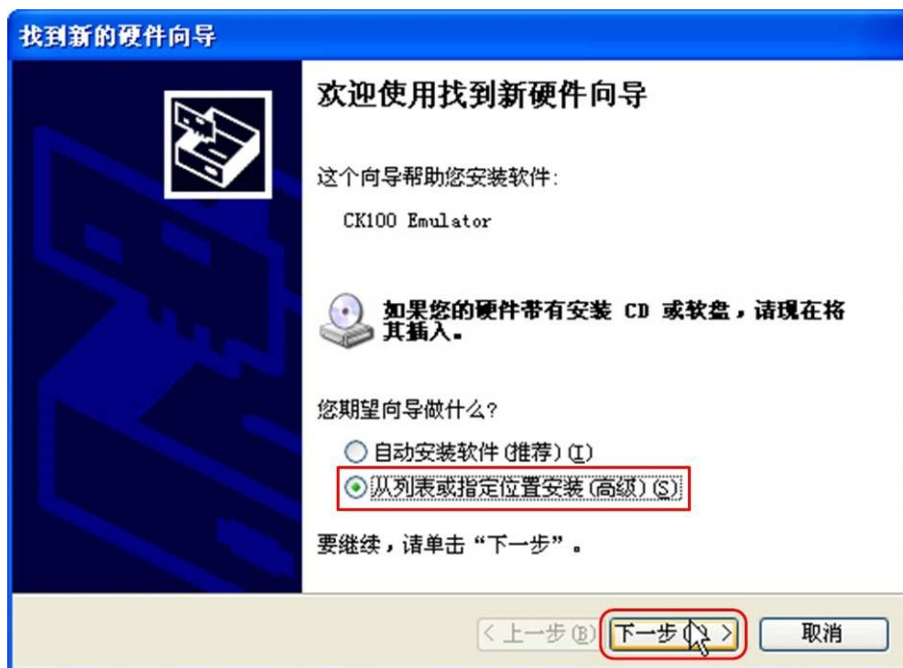 找到新的硬件向导
欢迎使用找到新硬件向导
这个向导帮助您安装软件:
CK100 Emulator
如果您的硬件带有安装 CD 或软盘，请现在将
其插入。
您期望向导做什么?
自动安装软件(推荐)(I)
从列表或指定位置安装(高级)(S)
要继续，请单击“下一步”。
< 上一步(B)
下一步 >
取消